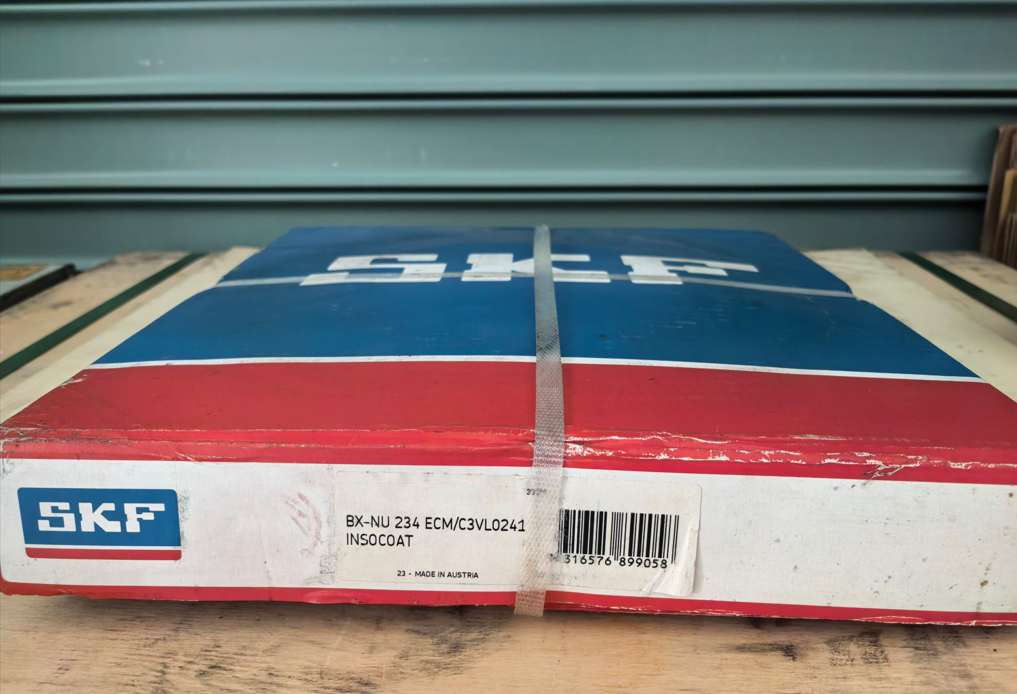 SKF
SKF
BX-NU 234 ECM/C3VL0241
INSOCOAT
316576 899058
23 - MADE IN AUSTRIA